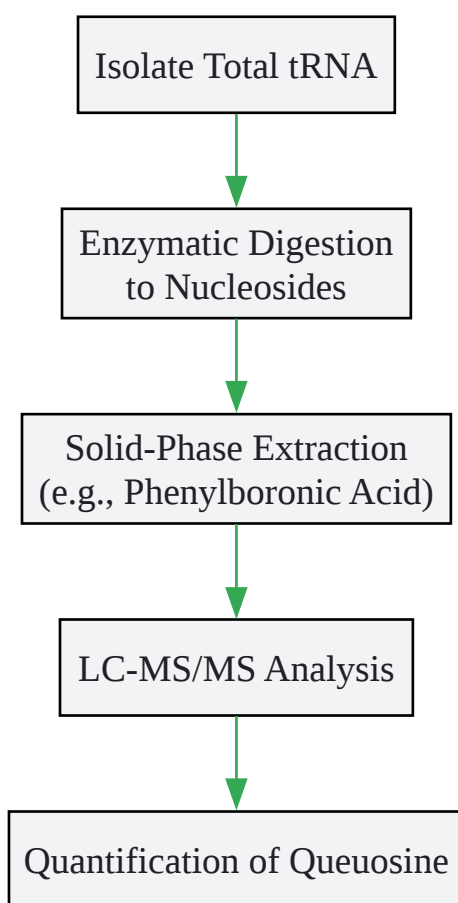 Isolate Total tRNA
Enzymatic Digestion
to Nucleosides
Solid-Phase Extraction
(e.g., Phenylboronic Acid)
LC-MS/MS Analysis
Quantification of Queuosine